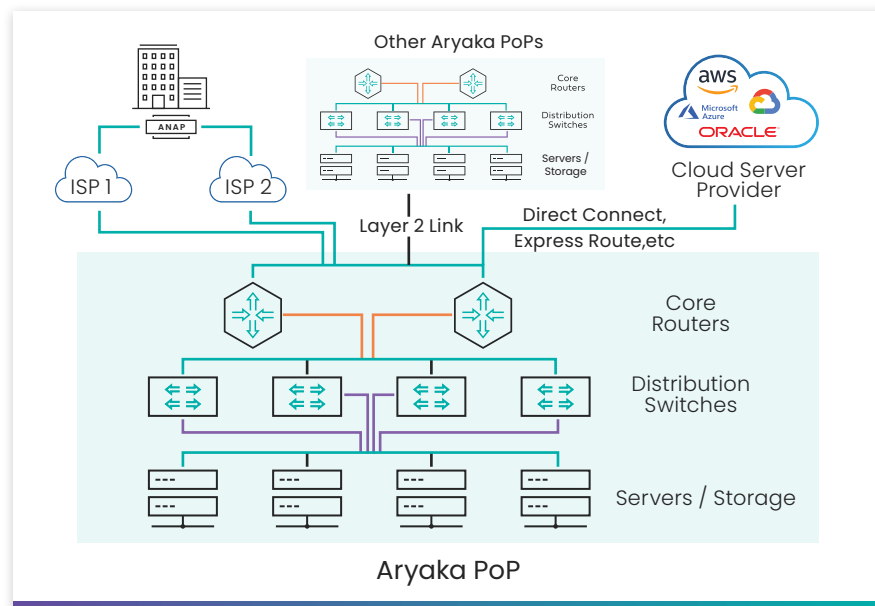 Other Aryaka PoPs
Core
Routers
Distribution
Switches
Servers /
Storage
ANAP
ISP 1
ISP 2
aws
Microsoft
Azure
ORACLE
Cloud Server
Provider
Layer 2 Link
Direct Connect,
Express Route,etc
Core
Routers
Distribution
Switches
Servers / Storage
Aryaka PoP